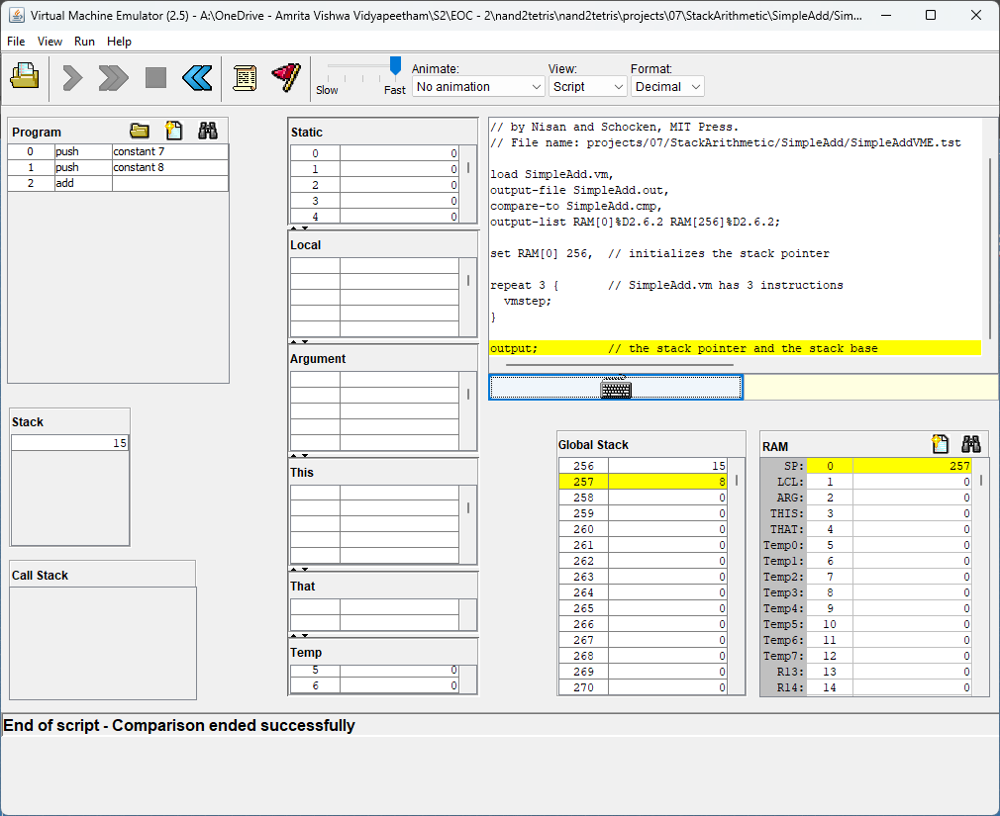 Virtual Machine Emulator (2.5) - A:\OneDrive - Amrita Vishwa Vidyapeetham\S2\EOC - 2\nand2tetris\nand2tetris\projects\07\StackArithmetic\SimpleAdd/Sim...
File View Run Help
Slow Fast
Animate:
No animation
View:
Script
Format:
Decimal
Program
0 push constant 7
1 push constant 8
2 add
Stack
15
Call Stack
Static
0 0
1 0
2 0
3 0
4 0
Local
Argument
This
That
Temp
5 0
6 0
// by Nisan and Schocken, MIT Press.
// File name: projects/07/StackArithmetic/SimpleAdd/SimpleAddVME.tst
load SimpleAdd.vm,
output-file SimpleAdd.out,
compare-to SimpleAdd.cmp,
output-list RAM[0]%D2.6.2 RAM[256]%D2.6.2;
set RAM[0] 256, // initializes the stack pointer
repeat 3 { // SimpleAdd.vm has 3 instructions
vmstep;
}
output; // the stack pointer and the stack base
Global Stack
256 15
257 8
258 0
259 0
260 0
261 0
262 0
263 0
264 0
265 0
266 0
267 0
268 0
269 0
270 0
RAM
SP: 0 257
LCL: 1 0
ARG: 2 0
THIS: 3 0
THAT: 4 0
Temp0: 5 0
Temp1: 6 0
Temp2: 7 0
Temp3: 8 0
Temp4: 9 0
Temp5: 10 0
Temp6: 11 0
Temp7: 12 0
R13: 13 0
R14: 14 0
End of script - Comparison ended successfully